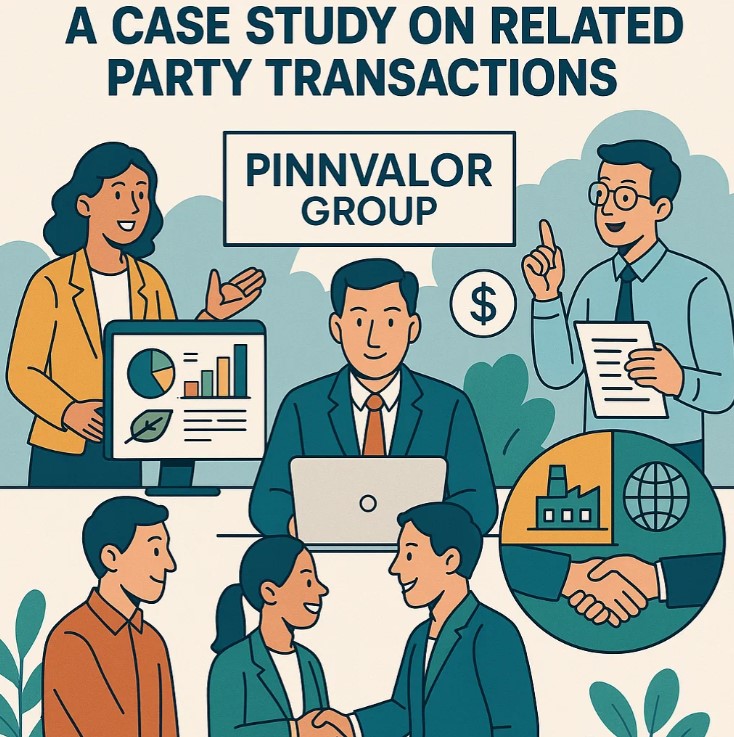 A CASE STUDY ON RELATED
PARTY TRANSACTIONS
PINNVALOR
GROUP
$